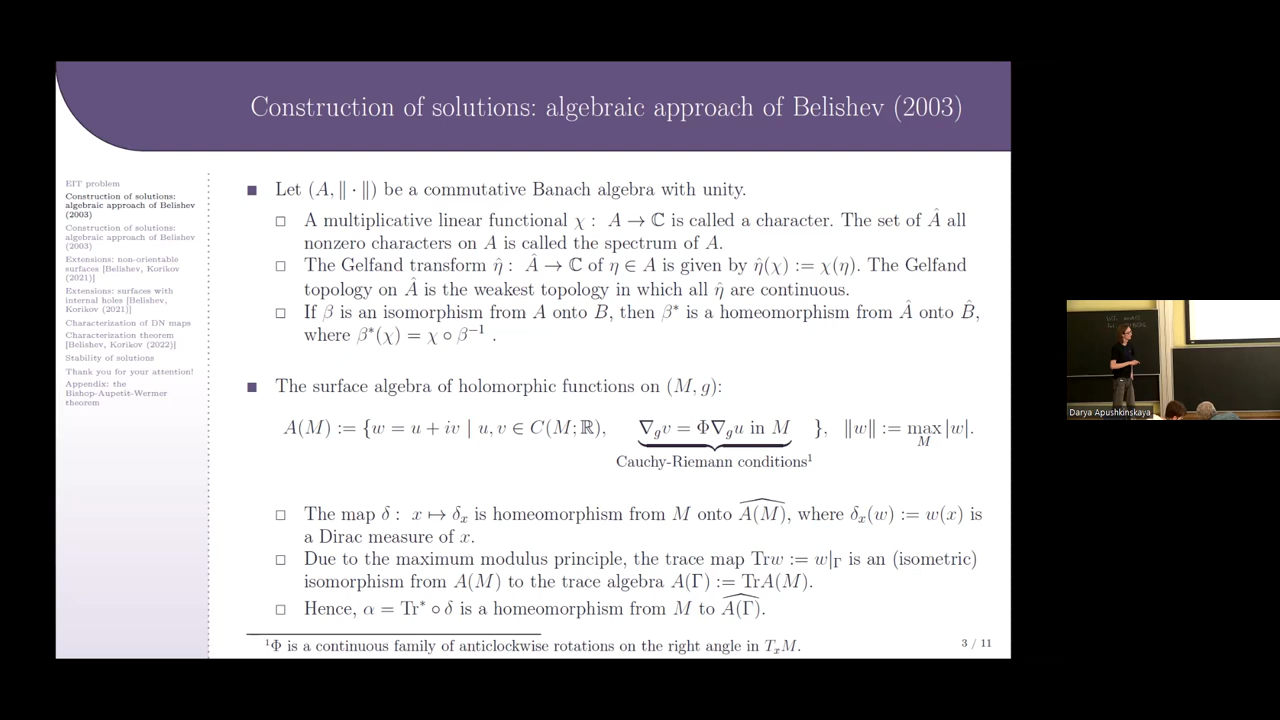 Construction of solutions: algebraic approach of Belishev (2003)
EIT problem
Construction of solutions:
algebraic approach of Belishev
(2003)
Construction of solutions:
algebraic approach of Belishev
(2003)
Extensions: non-orientable
surfaces [Belishev, Korikov
(2021)]
Extensions: surfaces with
internal holes [Belishev,
Korikov (2021)]
Characterization of DN maps
Characterization theorem
[Belishev, Korikov (2022)]
Stability of solutions
Thank you for your attention!
Appendix: the
Bishop-Aupetit-Wermer
theorem
■ Let (A, ‖ · ‖) be a commutative Banach algebra with unity.
□ A multiplicative linear functional χ : A → ℂ is called a character. The set of Â all
nonzero characters on A is called the spectrum of A.
□ The Gelfand transform η̂ : Â → ℂ of η ∈ A is given by η̂(χ) := χ(η). The Gelfand
topology on Â is the weakest topology in which all η̂ are continuous.
□ If β is an isomorphism from A onto B, then β* is a homeomorphism from Â onto B̂,
where β*(χ) = χ ∘ β⁻¹ .
■ The surface algebra of holomorphic functions on (M, g):
A(M) := {w = u + iv | u, v ∈ C(M; ℝ), ∇_g v = Φ∇_g u in M }, ‖w‖ := max_M |w|.
Cauchy-Riemann conditions¹
□ The map δ : x ↦ δ_x is homeomorphism from M onto \widehat{A(M)}, where δ_x(w) := w(x) is
a Dirac measure of x.
□ Due to the maximum modulus principle, the trace map Trw := w|_Γ is an (isometric)
isomorphism from A(M) to the trace algebra A(Γ) := TrA(M).
□ Hence, α = Tr* ∘ δ is a homeomorphism from M to \widehat{A(Γ)}.
¹Φ is a continuous family of anticlockwise rotations on the right angle in T_xM.
3 / 11
Darya Apushkinskaya